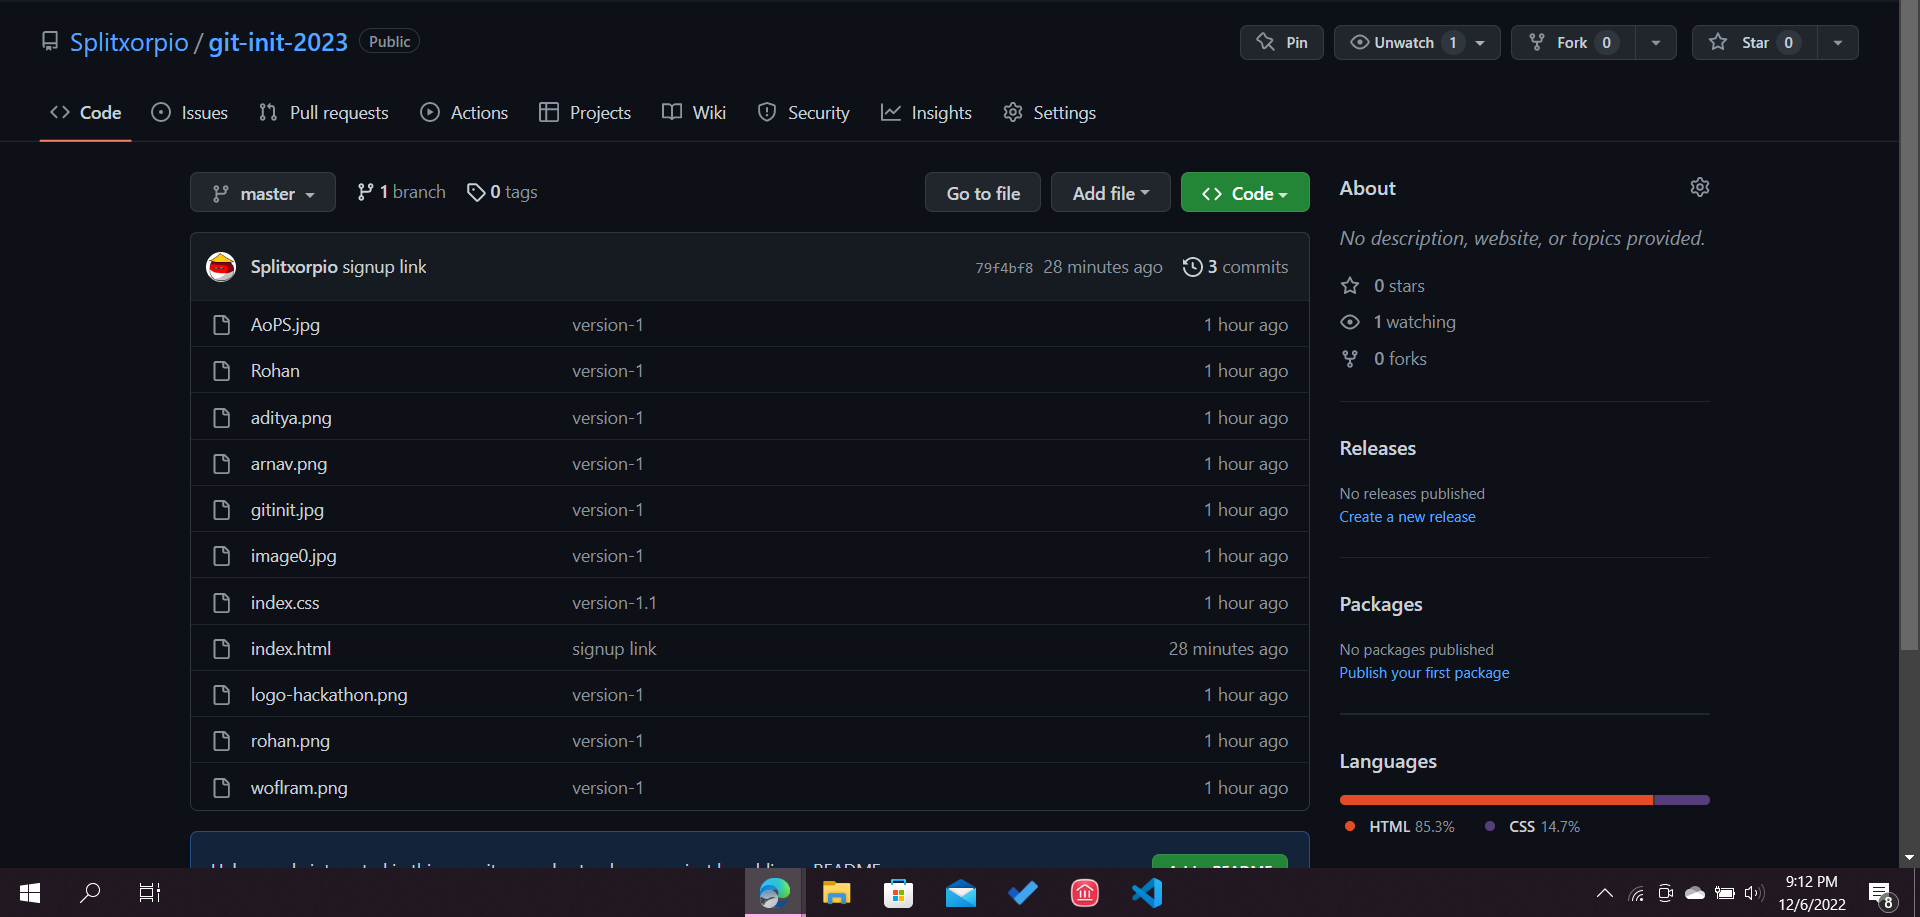 Splitxorpio / git-init-2023 Public
Pin Unwatch 1 Fork 0 Star 0
Code Issues Pull requests Actions Projects Wiki Security Insights Settings
master 1 branch 0 tags Go to file Add file Code
Splitxorpio signup link 79f4bf8 28 minutes ago 3 commits
AoPS.jpg version-1 1 hour ago
Rohan version-1 1 hour ago
aditya.png version-1 1 hour ago
arnav.png version-1 1 hour ago
gitinit.jpg version-1 1 hour ago
image0.jpg version-1 1 hour ago
index.css version-1.1 1 hour ago
index.html signup link 28 minutes ago
logo-hackathon.png version-1 1 hour ago
rohan.png version-1 1 hour ago
woflram.png version-1 1 hour ago
About
No description, website, or topics provided.
0 stars
1 watching
0 forks
Releases
No releases published
Create a new release
Packages
No packages published
Publish your first package
Languages
HTML 85.3% CSS 14.7%
9:12 PM
12/6/2022
8